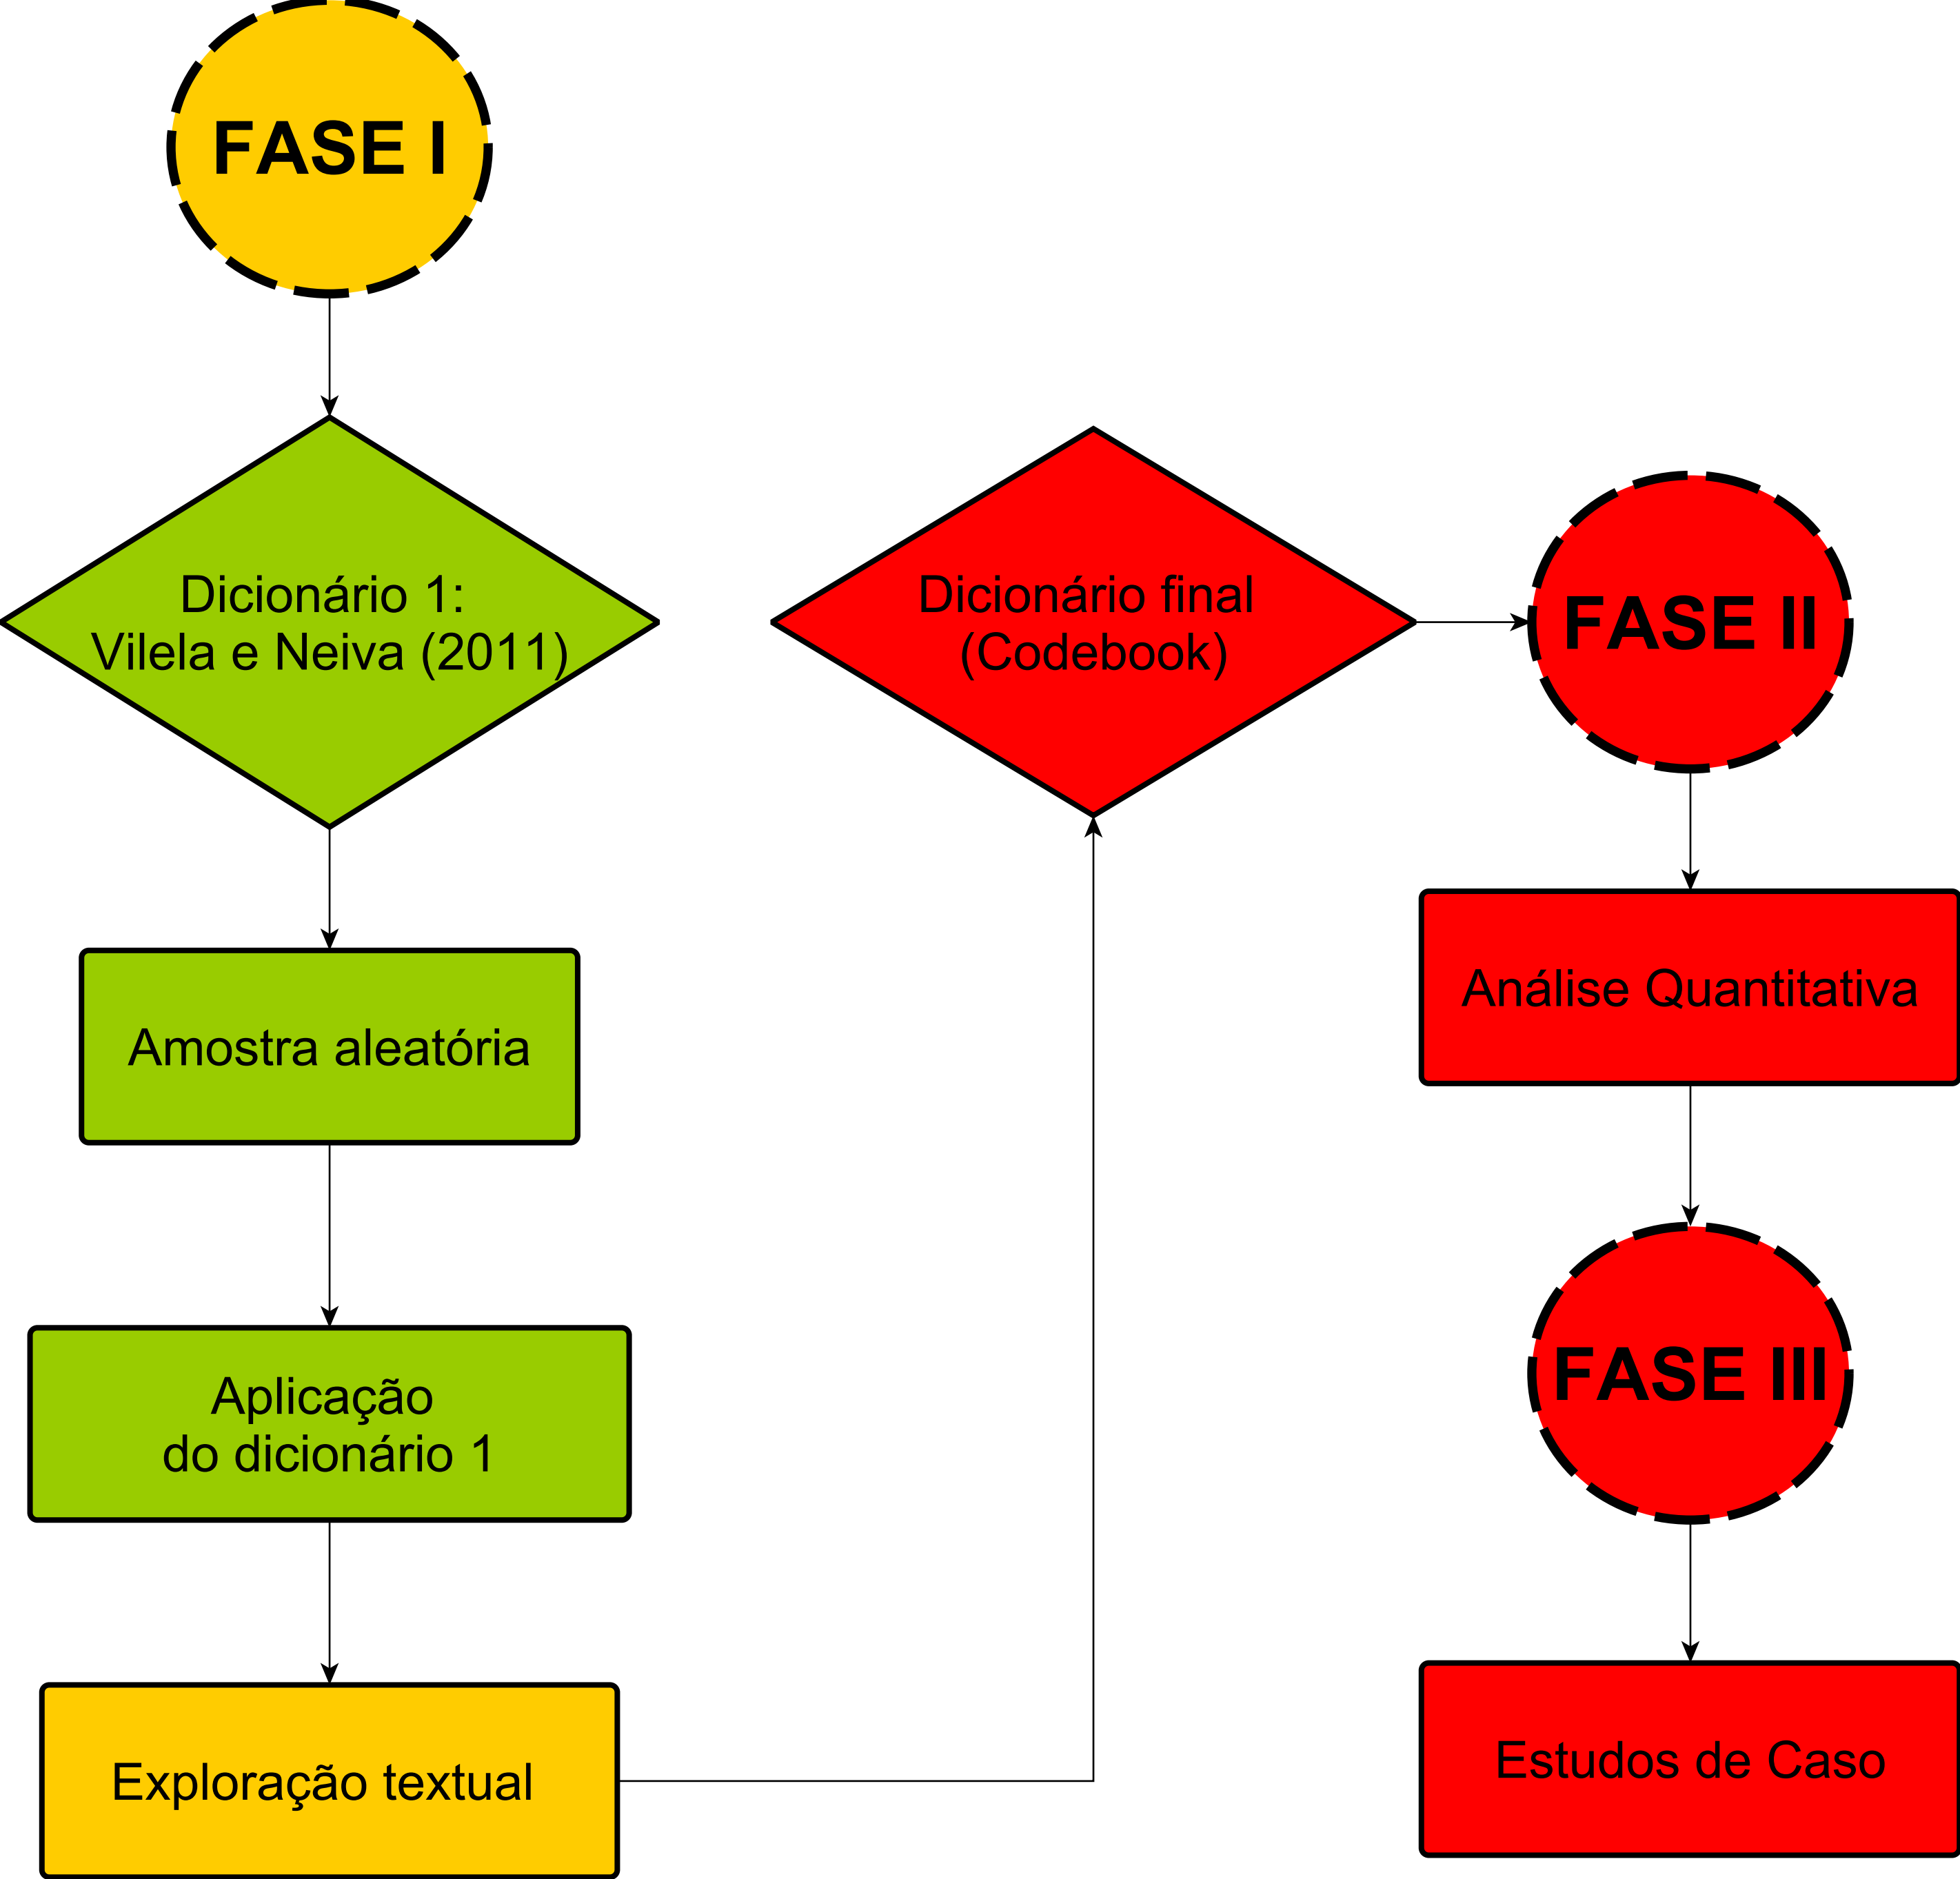 FASE I
Dicionário 1:
Vilela e Neiva (2011)
Amostra aleatória
Aplicação
do dicionário 1
Exploração textual
Dicionário final
(Codebook)
FASE II
Análise Quantitativa
FASE III
Estudos de Caso